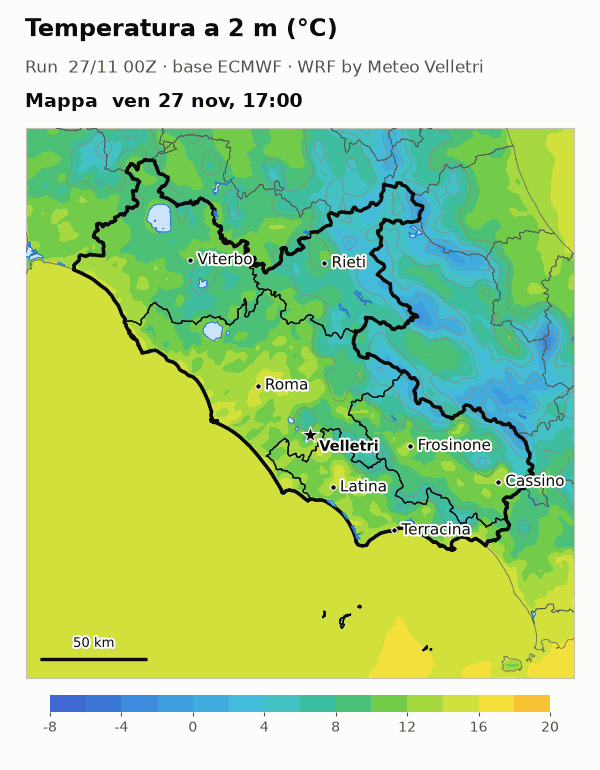 Temperatura a 2 m (°C)
Run  27/11 00Z · base ECMWF · WRF by Meteo Velletri
Mappa  ven 27 nov, 17:00
Viterbo
Rieti
Roma
Velletri
Frosinone
Cassino
Latina
Terracina
50 km
-8 -4 0 4 8 12 16 20